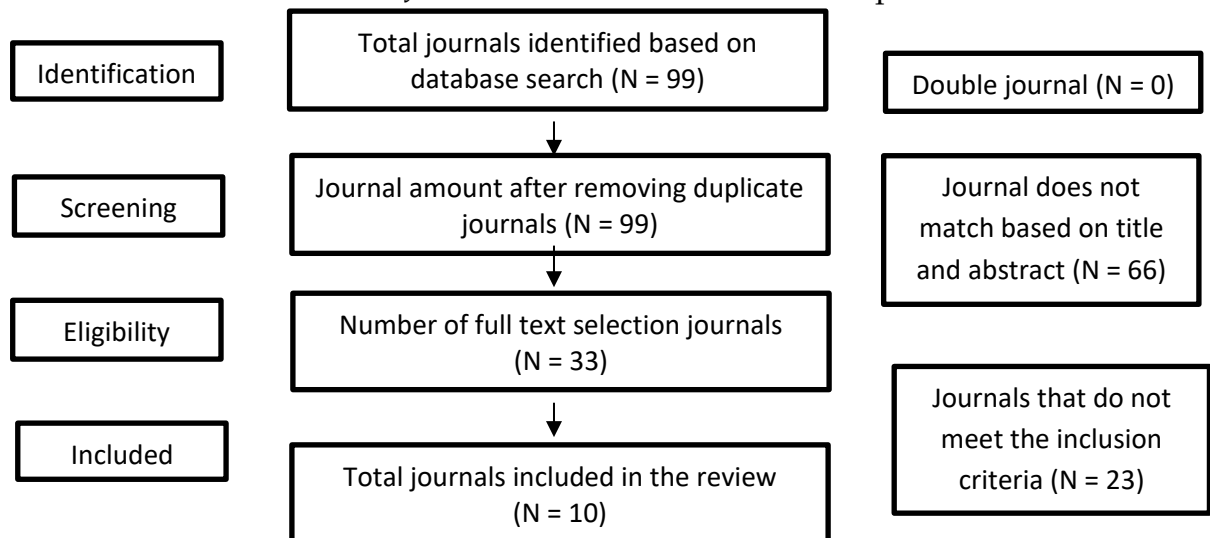 Identification
Total journals identified based on
database search (N = 99)
Double journal (N = 0)
Screening
Journal amount after removing duplicate
journals (N = 99)
Journal does not
match based on title
and abstract (N = 66)
Eligibility
Number of full text selection journals
(N = 33)
Included
Total journals included in the review
(N = 10)
Journals that do not
meet the inclusion
criteria (N = 23)